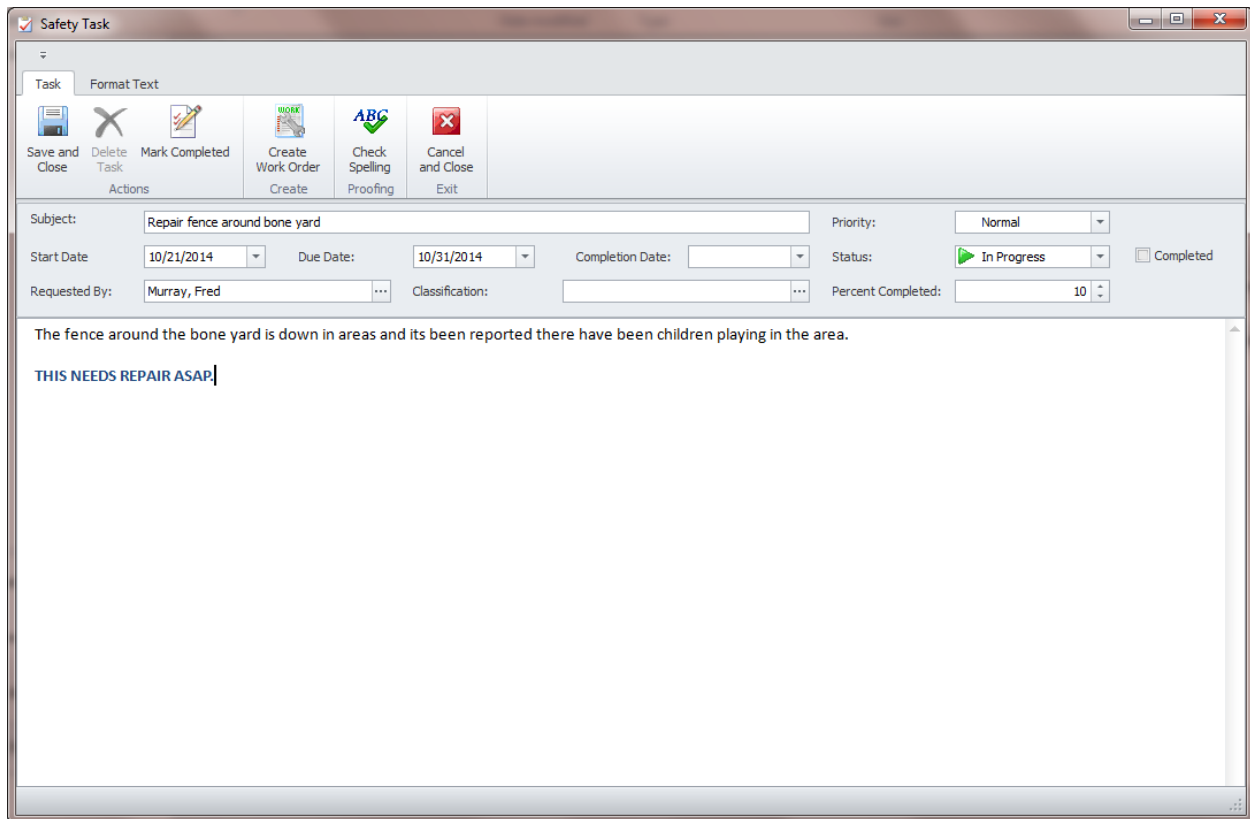 Safety Task
Task Format Text
Save and Close
Delete Task
Mark Completed
Actions
WORK
Create Work Order
Create
ABC
Check Spelling
Proofing
Cancel and Close
Exit
Subject: Repair fence around bone yard Priority: Normal
Start Date 10/21/2014 Due Date: 10/31/2014 Completion Date: Status: In Progress Completed
Requested By: Murray, Fred Classification: Percent Completed: 10
The fence around the bone yard is down in areas and its been reported there have been children playing in the area.
THIS NEEDS REPAIR ASAP.